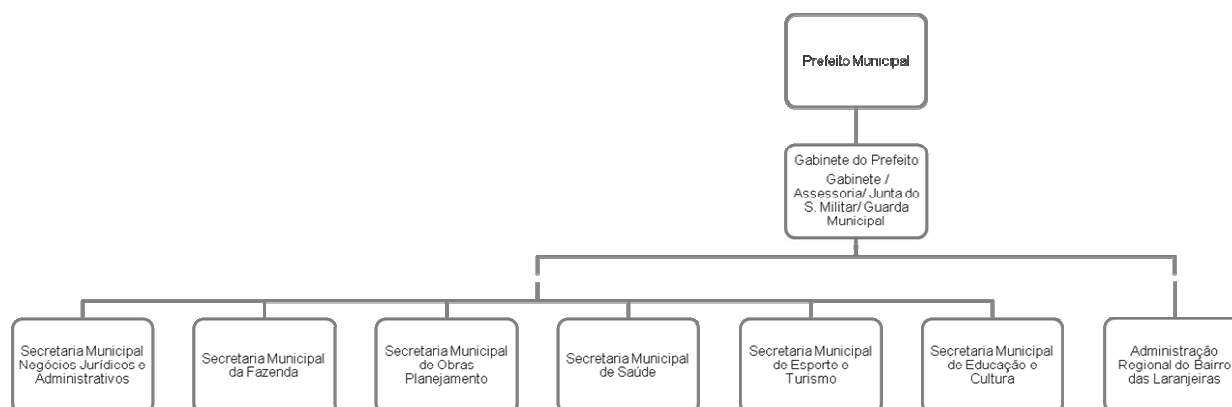 Prefeito Municipal
Gabinete do Prefeito
Gabinete /
Assessoria/ Junta do
S. Militar/ Guarda
Municipal
Secretaria Municipal
Negócios Jurídicos e
Administrativos
Secretaria Municipal
da Fazenda
Secretaria Municipal
de Obras
Planejamento
Secretaria Municipal
de Saúde
Secretaria Municipal
de Esporte e
Turismo
Secretaria Municipal
de Educação e
Cultura
Administração
Regional do Bairro
das Laranjeiras